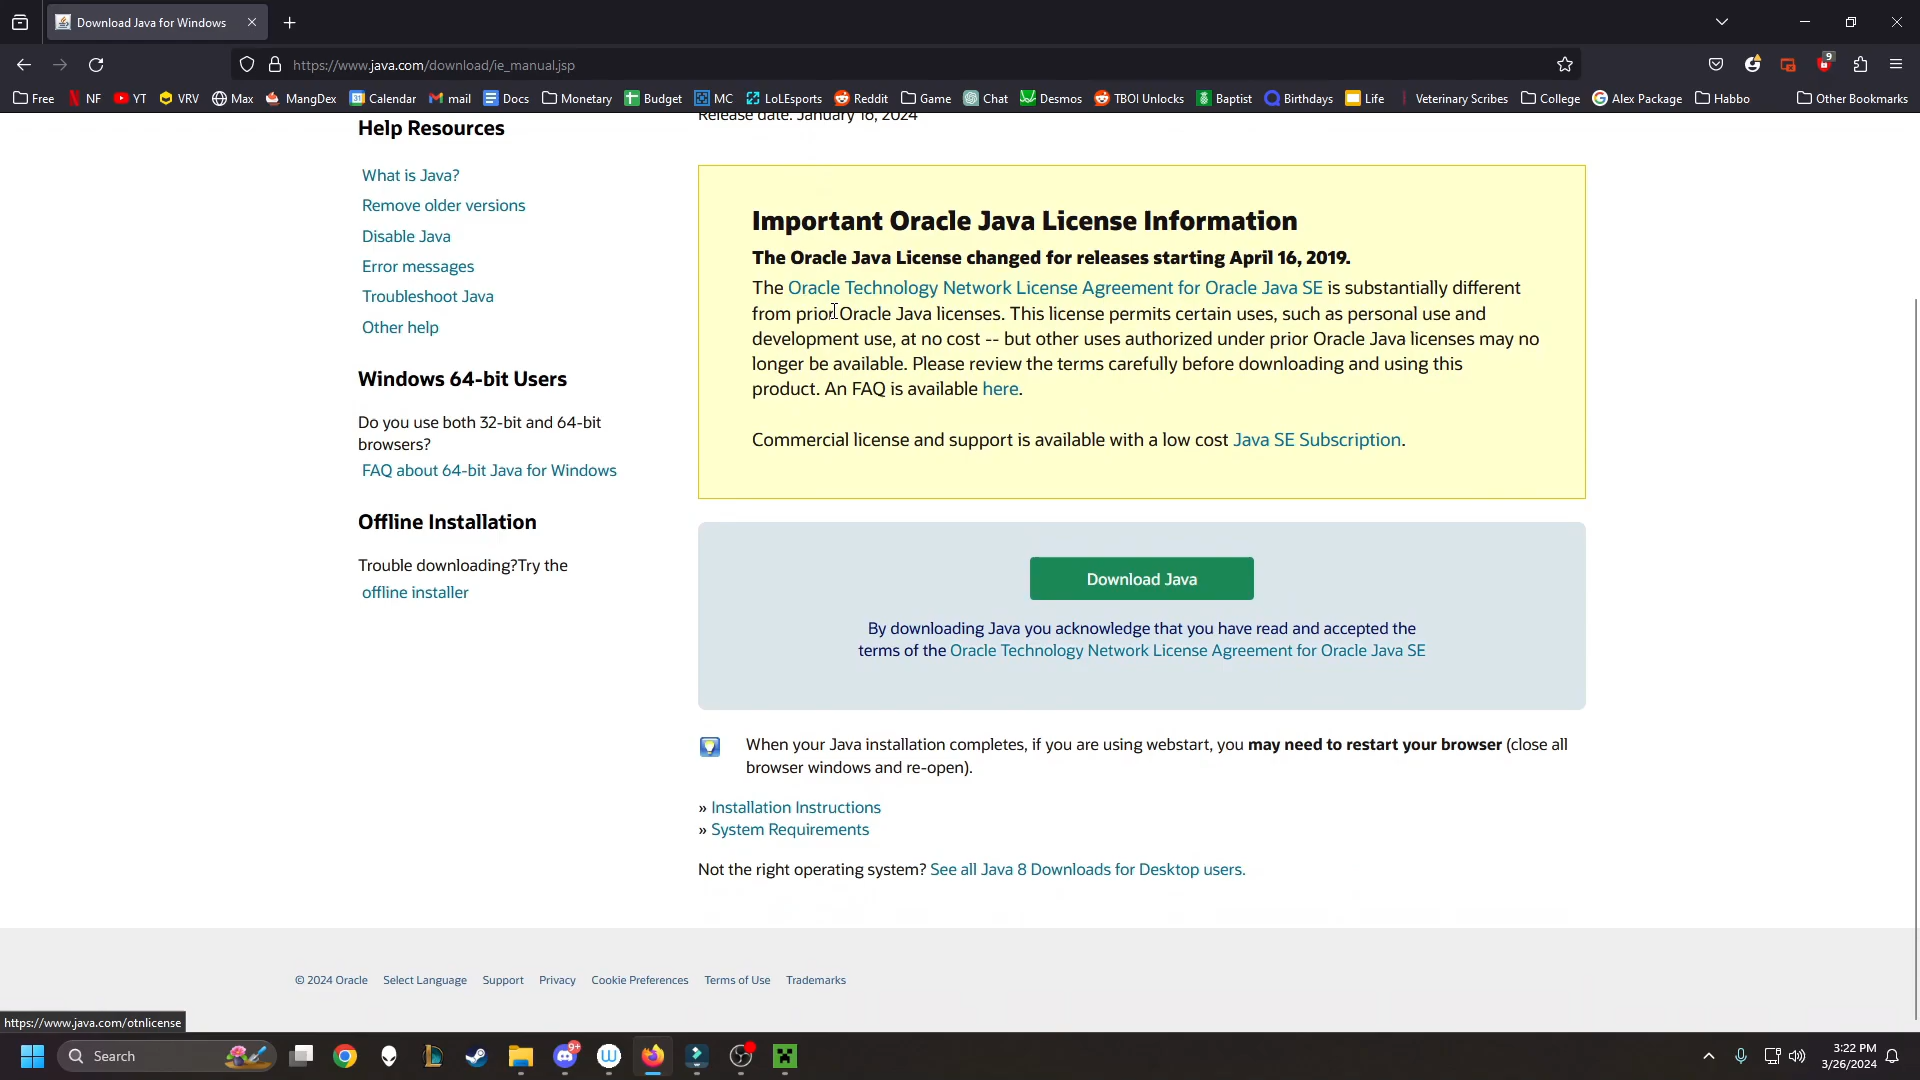 Download Java for Windows
https://www.java.com/download/ie_manual.jsp
9
Free NF YT VRV Max MangDex Calendar mail Docs Monetary Budget MC LoLEsports Reddit Game Chat Desmos TBOI Unlocks Baptist Birthdays Life Veterinary Scribes College Alex Package Habbo Other Bookmarks
Release date: January 16, 2024
Help Resources
What is Java?
Remove older versions
Disable Java
Error messages
Troubleshoot Java
Other help
Windows 64-bit Users
Do you use both 32-bit and 64-bit
browsers?
FAQ about 64-bit Java for Windows
Offline Installation
Trouble downloading?Try the
offline installer
Important Oracle Java License Information
The Oracle Java License changed for releases starting April 16, 2019.
The Oracle Technology Network License Agreement for Oracle Java SE is substantially different
from prior Oracle Java licenses. This license permits certain uses, such as personal use and
development use, at no cost -- but other uses authorized under prior Oracle Java licenses may no
longer be available. Please review the terms carefully before downloading and using this
product. An FAQ is available here.
Commercial license and support is available with a low cost Java SE Subscription.
Download Java
By downloading Java you acknowledge that you have read and accepted the
terms of the Oracle Technology Network License Agreement for Oracle Java SE
When your Java installation completes, if you are using webstart, you may need to restart your browser (close all
browser windows and re-open).
» Installation Instructions
» System Requirements
Not the right operating system? See all Java 8 Downloads for Desktop users.
© 2024 Oracle Select Language Support Privacy Cookie Preferences Terms of Use Trademarks
https://www.java.com/otnlicense
Search
9+
3:22 PM
3/26/2024